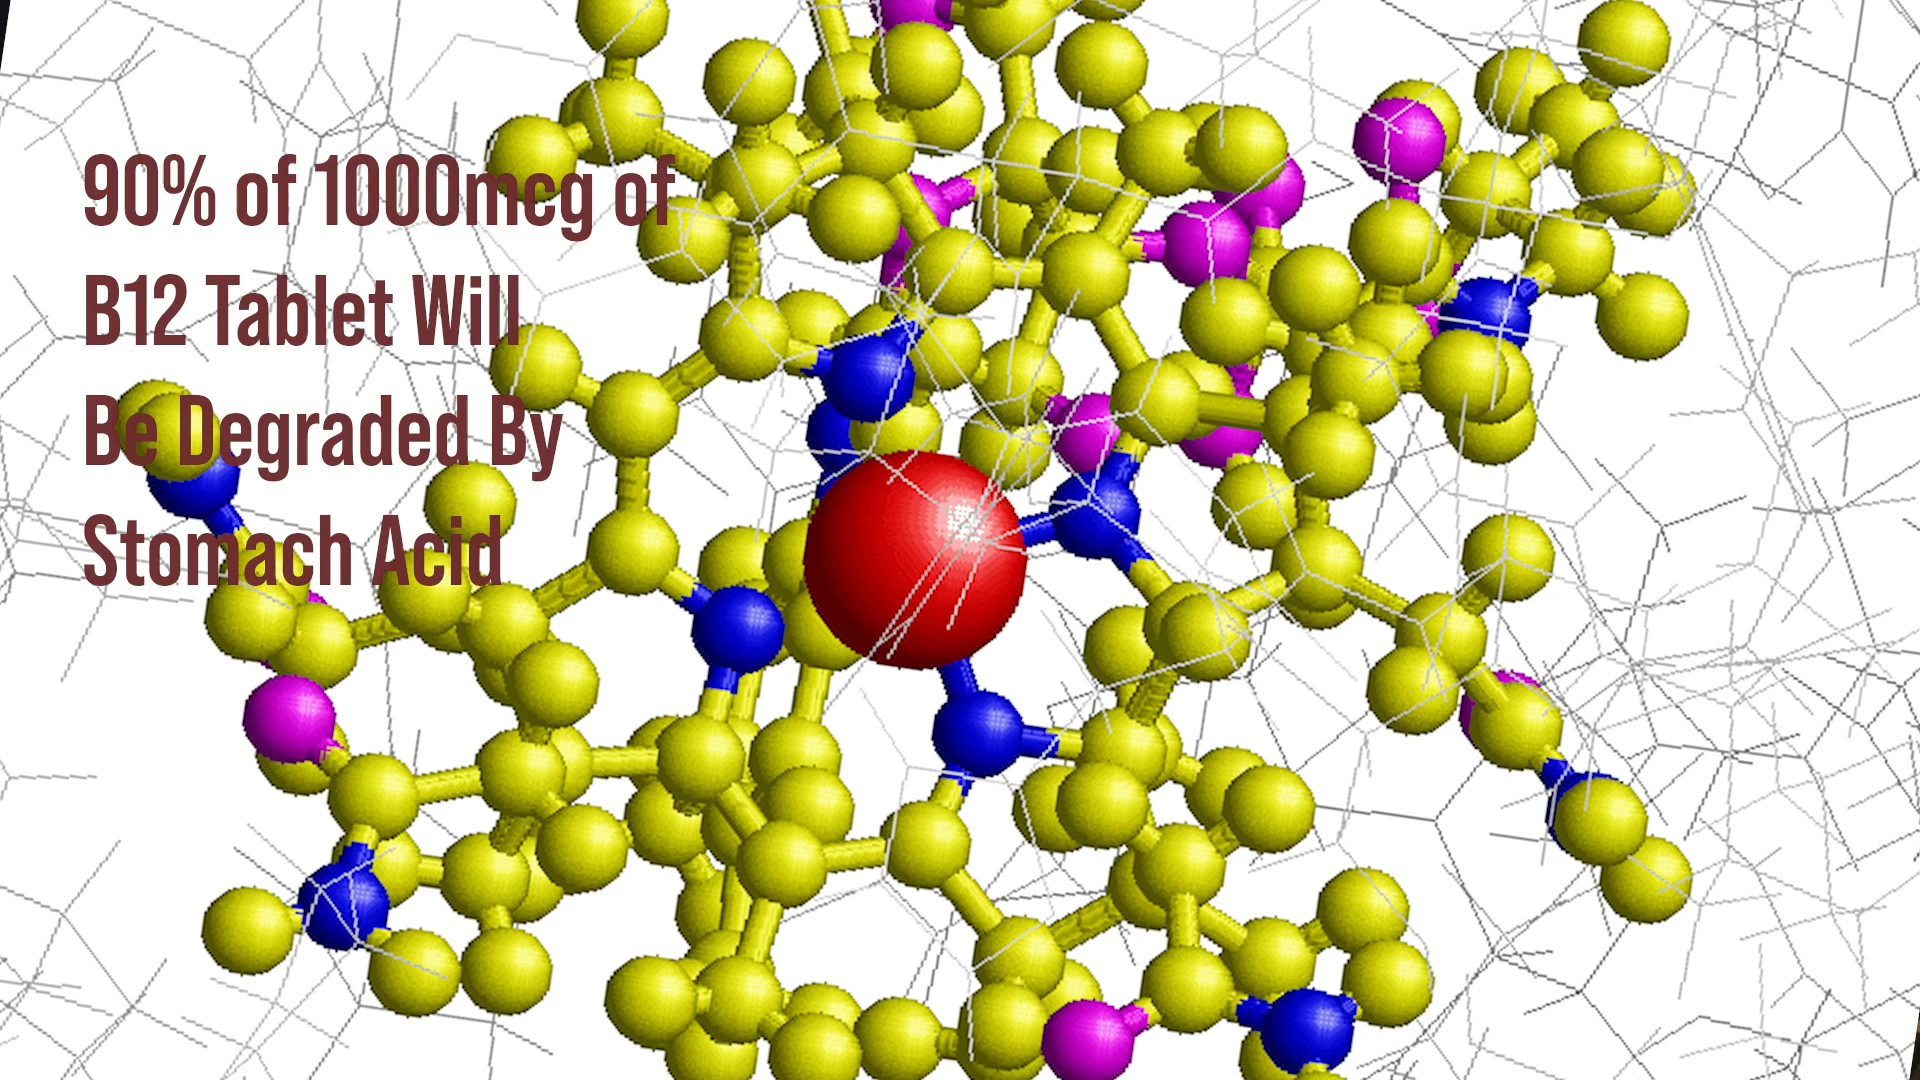 90% of 1000mcg of
B12 Tablet Will
Be Degraded By
Stomach Acid